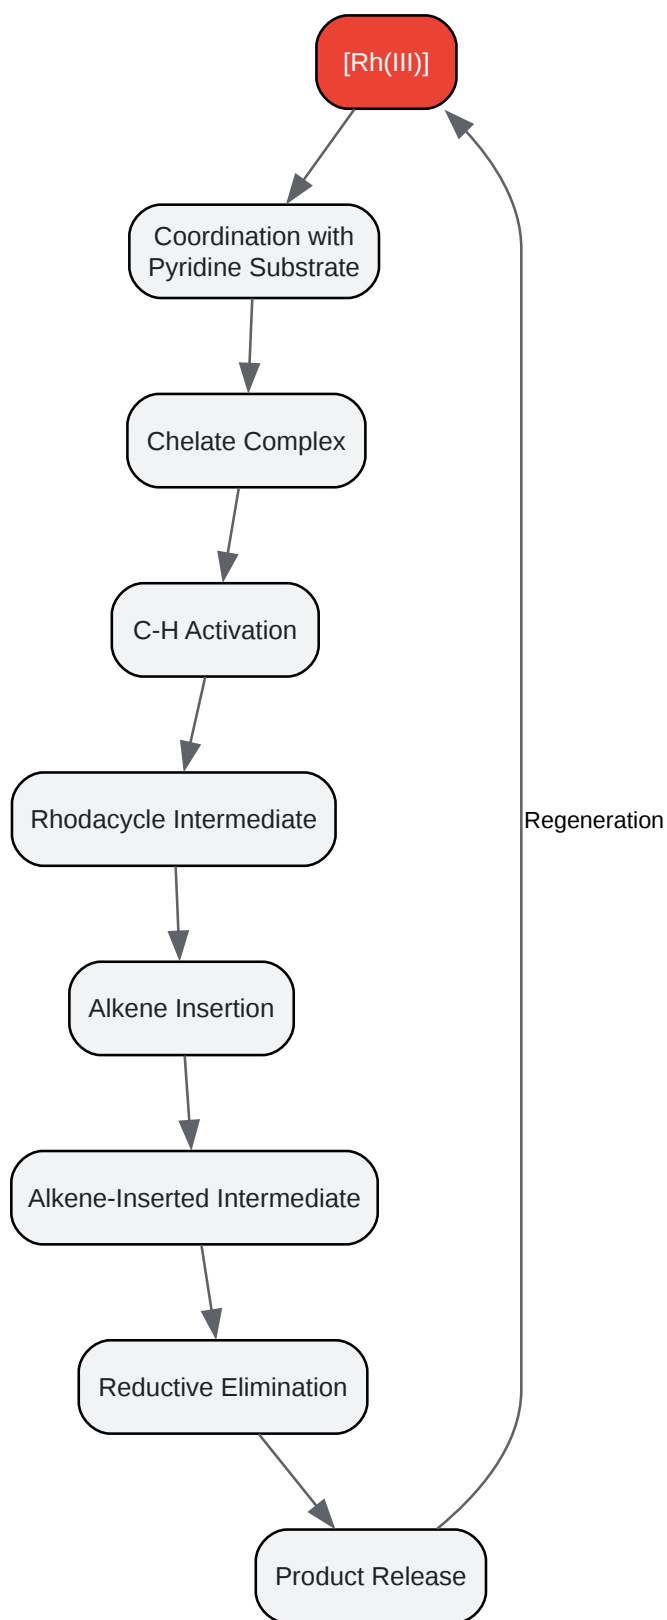 [Rh(III)]
Coordination with
Pyridine Substrate
Chelate Complex
C-H Activation
Rhodacycle Intermediate
Regeneration
Alkene Insertion
Alkene-Inserted Intermediate
Reductive Elimination
Product Release